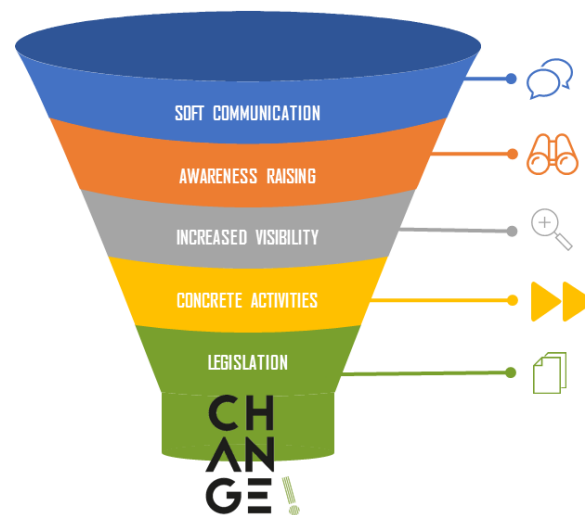 SOFT COMMUNICATION
AWARENESS RAISING
INCREASED VISIBILITY
CONCRETE ACTIVITIES
LEGISLATION
CH
AN
GE!